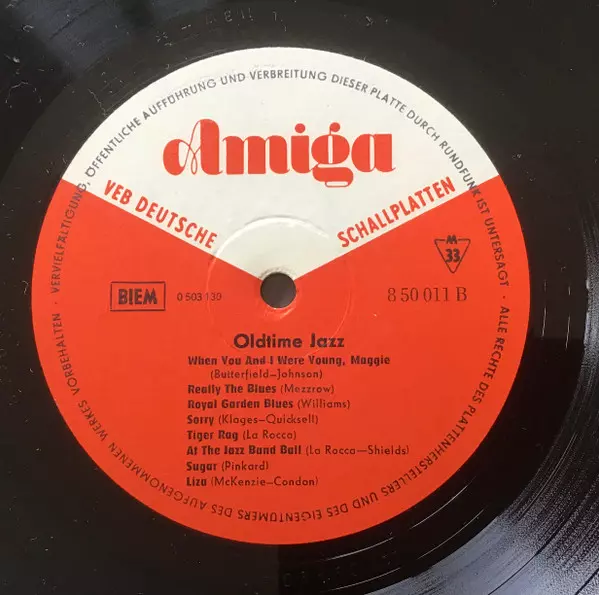 VERVIELFÄLTIGUNG, ÖFFENTLICHE AUFFÜHRUNG UND VERBREITUNG DIESER PLATTE DURCH RUNDFUNK IST UNTERSAGT · ALLE RECHTE DES PLATTENHERSTELLERS UND DES EIGENTÜMERS DES AUFGENOMMENEN WERKES VORBEHALTEN ·
Amiga
VEB DEUTSCHE SCHALLPLATTEN
M
33
BIEM
0 503 139
8 50 011 B
Oldtime Jazz
When You And I Were Young, Maggie
(Butterfield—Johnson)
Really The Blues (Mezzrow)
Royal Garden Blues (Williams)
Sorry (Klages—Quicksell)
Tiger Rag (La Rocca)
At The Jazz Band Ball (La Rocca—Shields)
Sugar (Pinkard)
Liza (McKenzie—Condon)